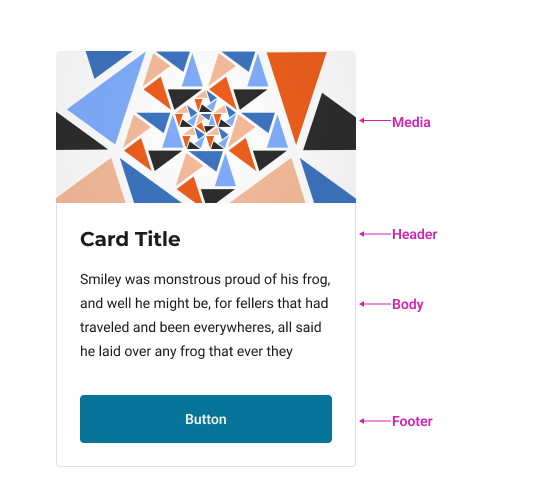 Media
Card Title
Header
Smiley was monstrous proud of his frog,
and well he might be, for fellers that had
traveled and been everywheres, all said
he laid over any frog that ever they
Body
Button
Footer